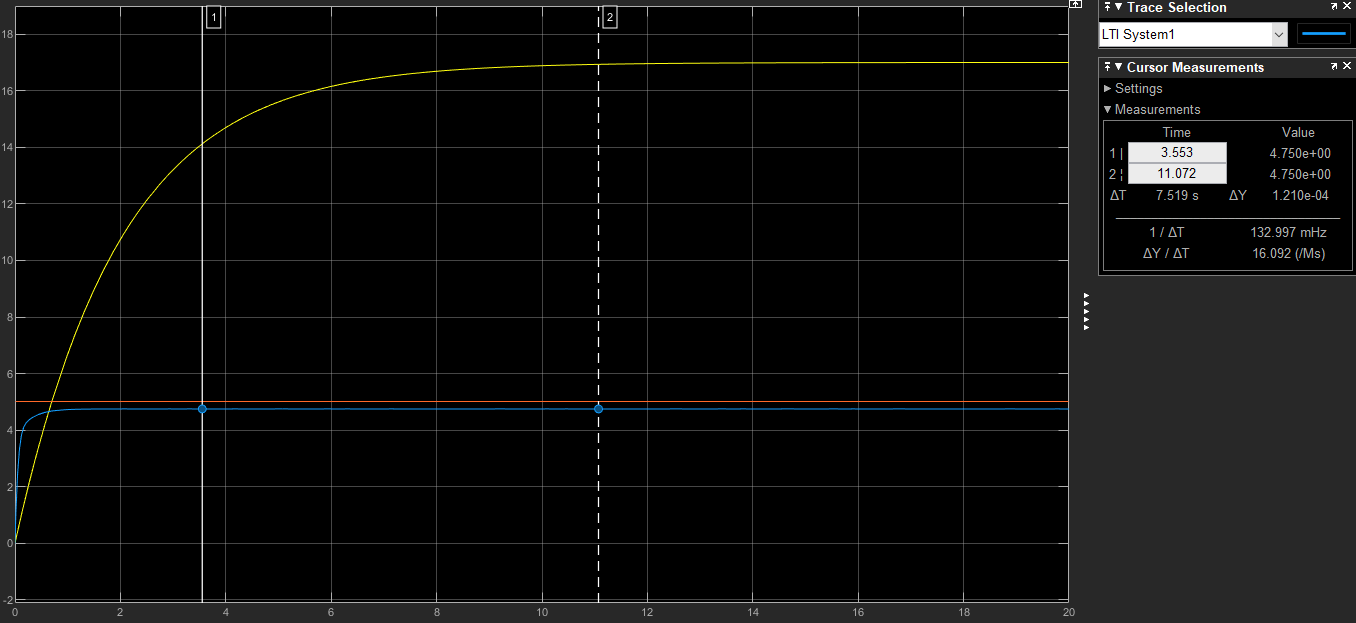 1
2
18
16
14
12
10
8
6
4
2
0
-2
0 2 4 6 8 10 12 14 16 18 20
Trace Selection
LTI System1
Cursor Measurements
Settings
Measurements
Time Value
1 3.553 4.750e+00
2 11.072 4.750e+00
ΔT 7.519 s ΔY 1.210e-04
1 / ΔT 132.997 mHz
ΔY / ΔT 16.092 (/Ms)